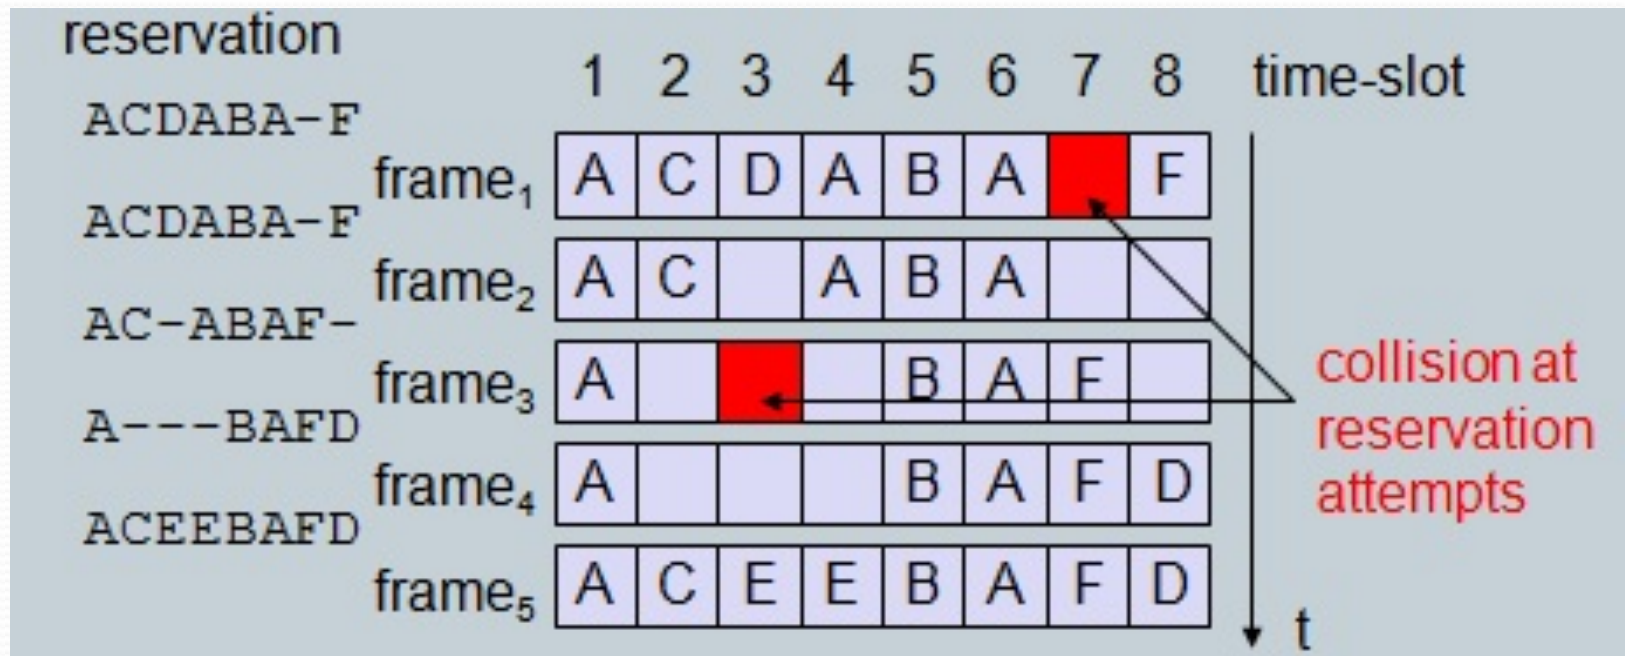 reservation
1 2 3 4 5 6 7 8 time-slot
ACDABA-F
frame1 A C D A B A F
ACDABA-F
frame2 A C A B A
AC-ABAF-
frame3 A B A F
collision at
reservation
attempts
A---BAFD
frame4 A B A F D
ACEEBAFD
frame5 A C E E B A F D
t